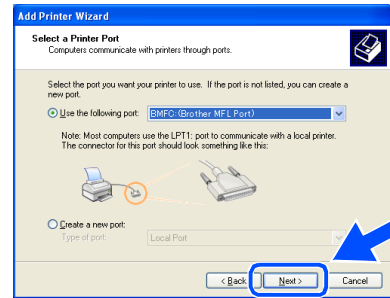 Add Printer Wizard
Select a Printer Port
Computers communicate with printers through ports.
Select the port you want your printer to use. If the port is not listed, you can create a
new port.
Use the following port: BMFC: (Brother MFL Port)
Note: Most computers use the LPT1: port to communicate with a local printer.
The connector for this port should look something like this:
Create a new port:
Type of port: Local Port
< Back Next > Cancel